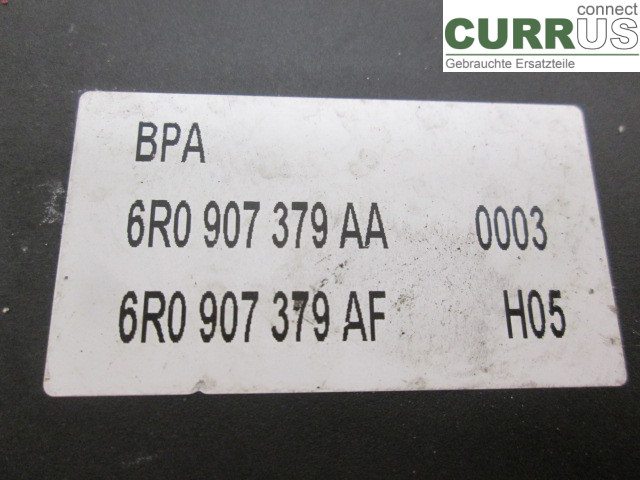 connect
CURRUS
Gebrauchte Ersatzteile
BPA
6R0 907 379 AA 0003
6R0 907 379 AF H05